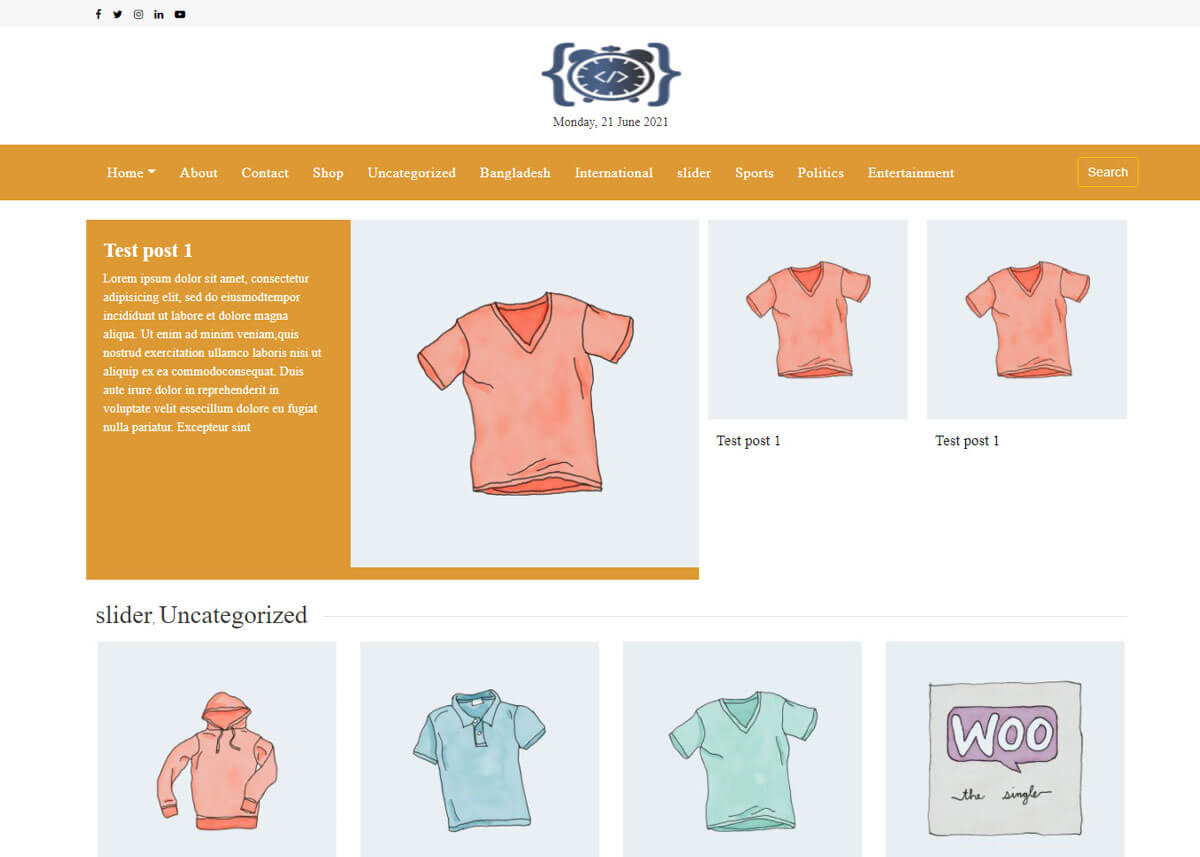 </>
Monday, 21 June 2021
Home About Contact Shop Uncategorized Bangladesh International slider Sports Politics Entertainment Search
Test post 1
Lorem ipsum dolor sit amet, consectetur
adipisicing elit, sed do eiusmodtempor
incididunt ut labore et dolore magna
aliqua. Ut enim ad minim veniam,quis
nostrud exercitation ullamco laboris nisi ut
aliquip ex ea commodoconsequat. Duis
aute irure dolor in reprehenderit in
voluptate velit essecillum dolore eu fugiat
nulla pariatur. Excepteur sint
Test post 1
Test post 1
slider, Uncategorized
WOO
the single